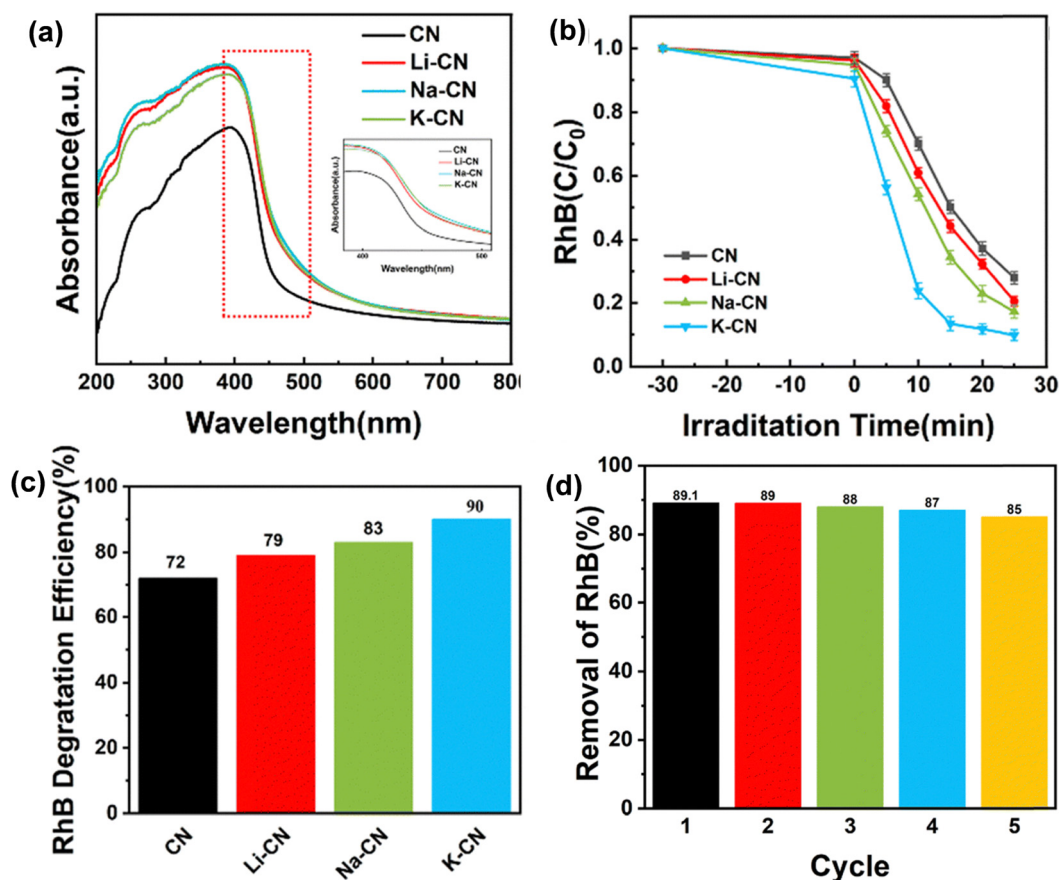 (a)
CN
Li-CN
Na-CN
K-CN
Absorbance(a.u.)
Wavelength(nm)
200 300 400 500 600 700 800
CN
Li-CN
Na-CN
K-CN
Absorbance(a.u.)
400 500
Wavelength(nm)
(b)
RhB(C/C0)
1.0
0.8
0.6
0.4
0.2
0.0
CN
Li-CN
Na-CN
K-CN
-30 -20 -10 0 10 20 30
Irraditation Time(min)
(c)
RhB Degratation Efficiency(%)
100
80
60
40
20
0
72
79
83
90
CN
Li-CN
Na-CN
K-CN
(d)
Removal of RhB(%)
100
80
60
40
20
0
89.1
89
88
87
85
1 2 3 4 5
Cycle